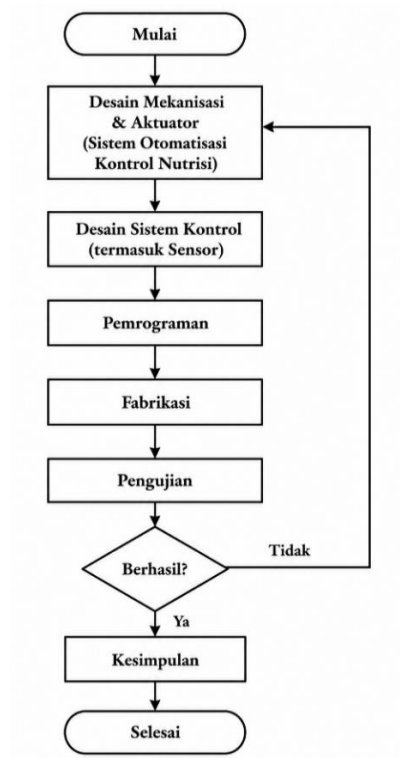 Mulai
Desain Mekanisasi
& Aktuator
(Sistem Otomatisasi
Kontrol Nutrisi)
Desain Sistem Kontrol
(termasuk Sensor)
Pemrograman
Fabrikasi
Pengujian
Berhasil?
Tidak
Ya
Kesimpulan
Selesai